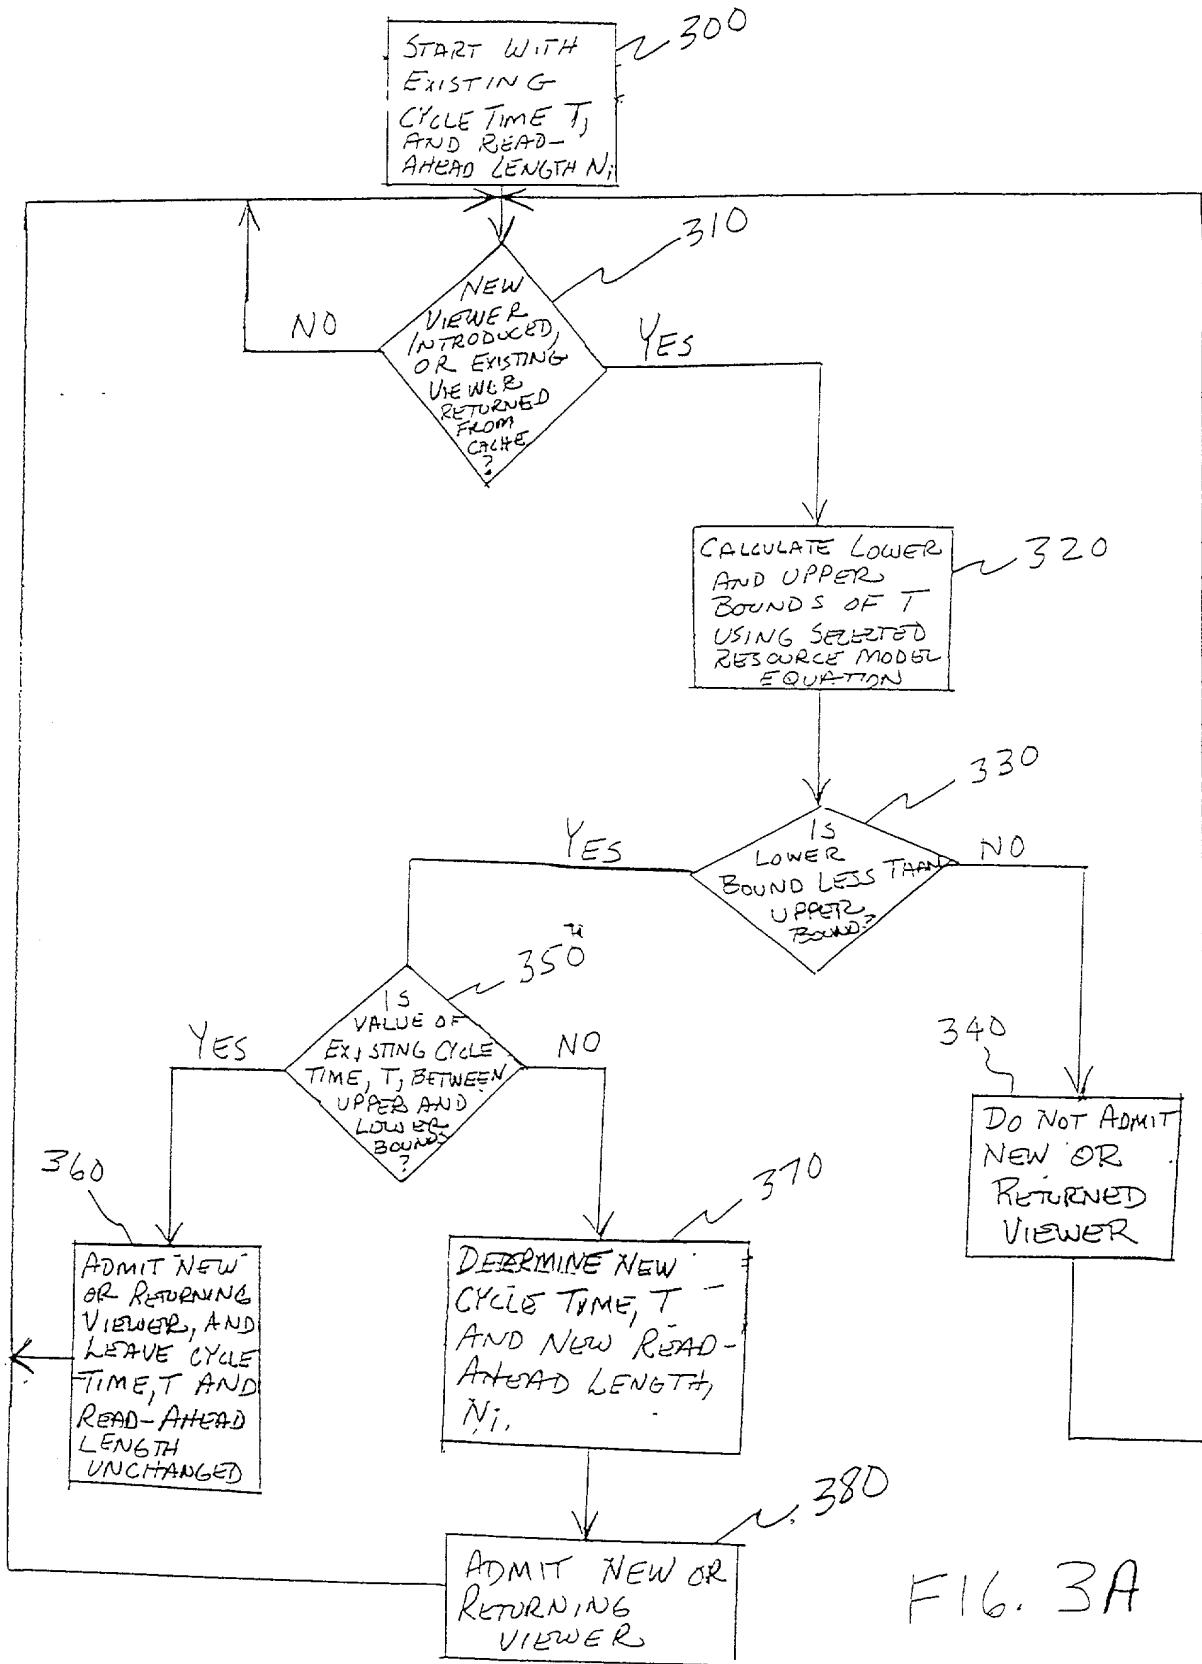 300
START WITH
EXISTING
CYCLE TIME T,
AND READ-
AHEAD LENGTH Ni
310
NEW
VIEWER
INTRODUCED,
OR EXISTING
VIEWER
RETURNED
FROM
CACHE
?
NO
YES
CALCULATE LOWER
AND UPPER
BOUNDS OF T
USING SELECTED
RESOURCE MODEL
EQUATION
320
330
IS
LOWER
BOUND LESS THAN
UPPER
BOUND?
YES
NO
350
IS
VALUE OF
EXISTING CYCLE
TIME, T, BETWEEN
UPPER AND
LOWER
BOUNDS
?
YES
NO
340
DO NOT ADMIT
NEW OR
RETURNED
VIEWER
360
ADMIT NEW
OR RETURNING
VIEWER, AND
LEAVE CYCLE
TIME, T AND
READ-AHEAD
LENGTH
UNCHANGED
370
DETERMINE NEW
CYCLE TIME, T
AND NEW READ-
AHEAD LENGTH,
Ni.
380
ADMIT NEW OR
RETURNING
VIEWER
FIG. 3A